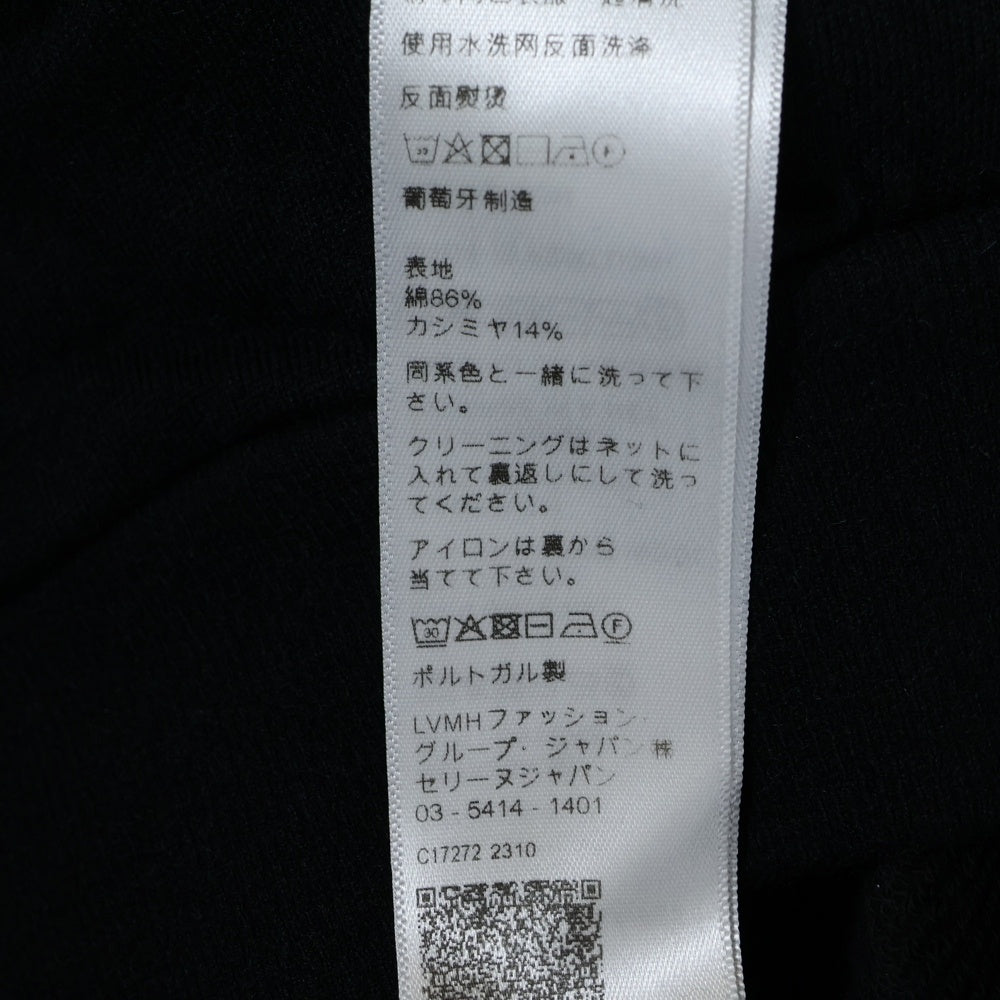 使用水洗网反面洗涤
反面熨烫
葡萄牙制造
表地
綿86%
カシミヤ14%
同系色と一緒に洗って下
さい。
クリーニングはネットに
入れて裏返しにして洗っ
てください。
アイロンは裏から
当てて下さい。
30
F
ポルトガル製
LVMHファッション・
グループ・ジャパン株
セリーヌジャパン
03 - 5414 - 1401
C17272 2310